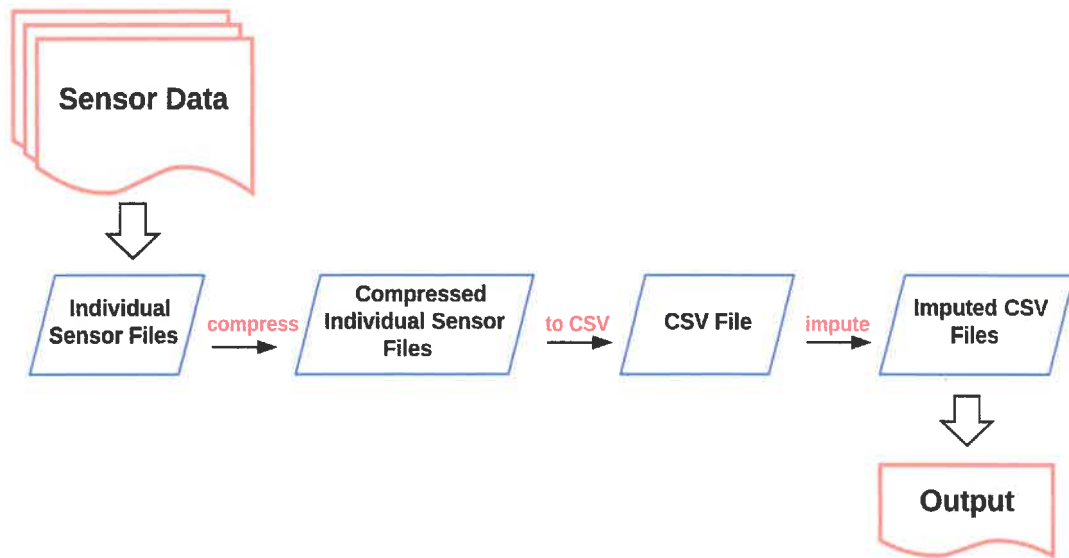 Sensor Data
Individual
Sensor Files
compress
Compressed
Individual Sensor
Files
to CSV
CSV File
impute
Imputed CSV
Files
Output